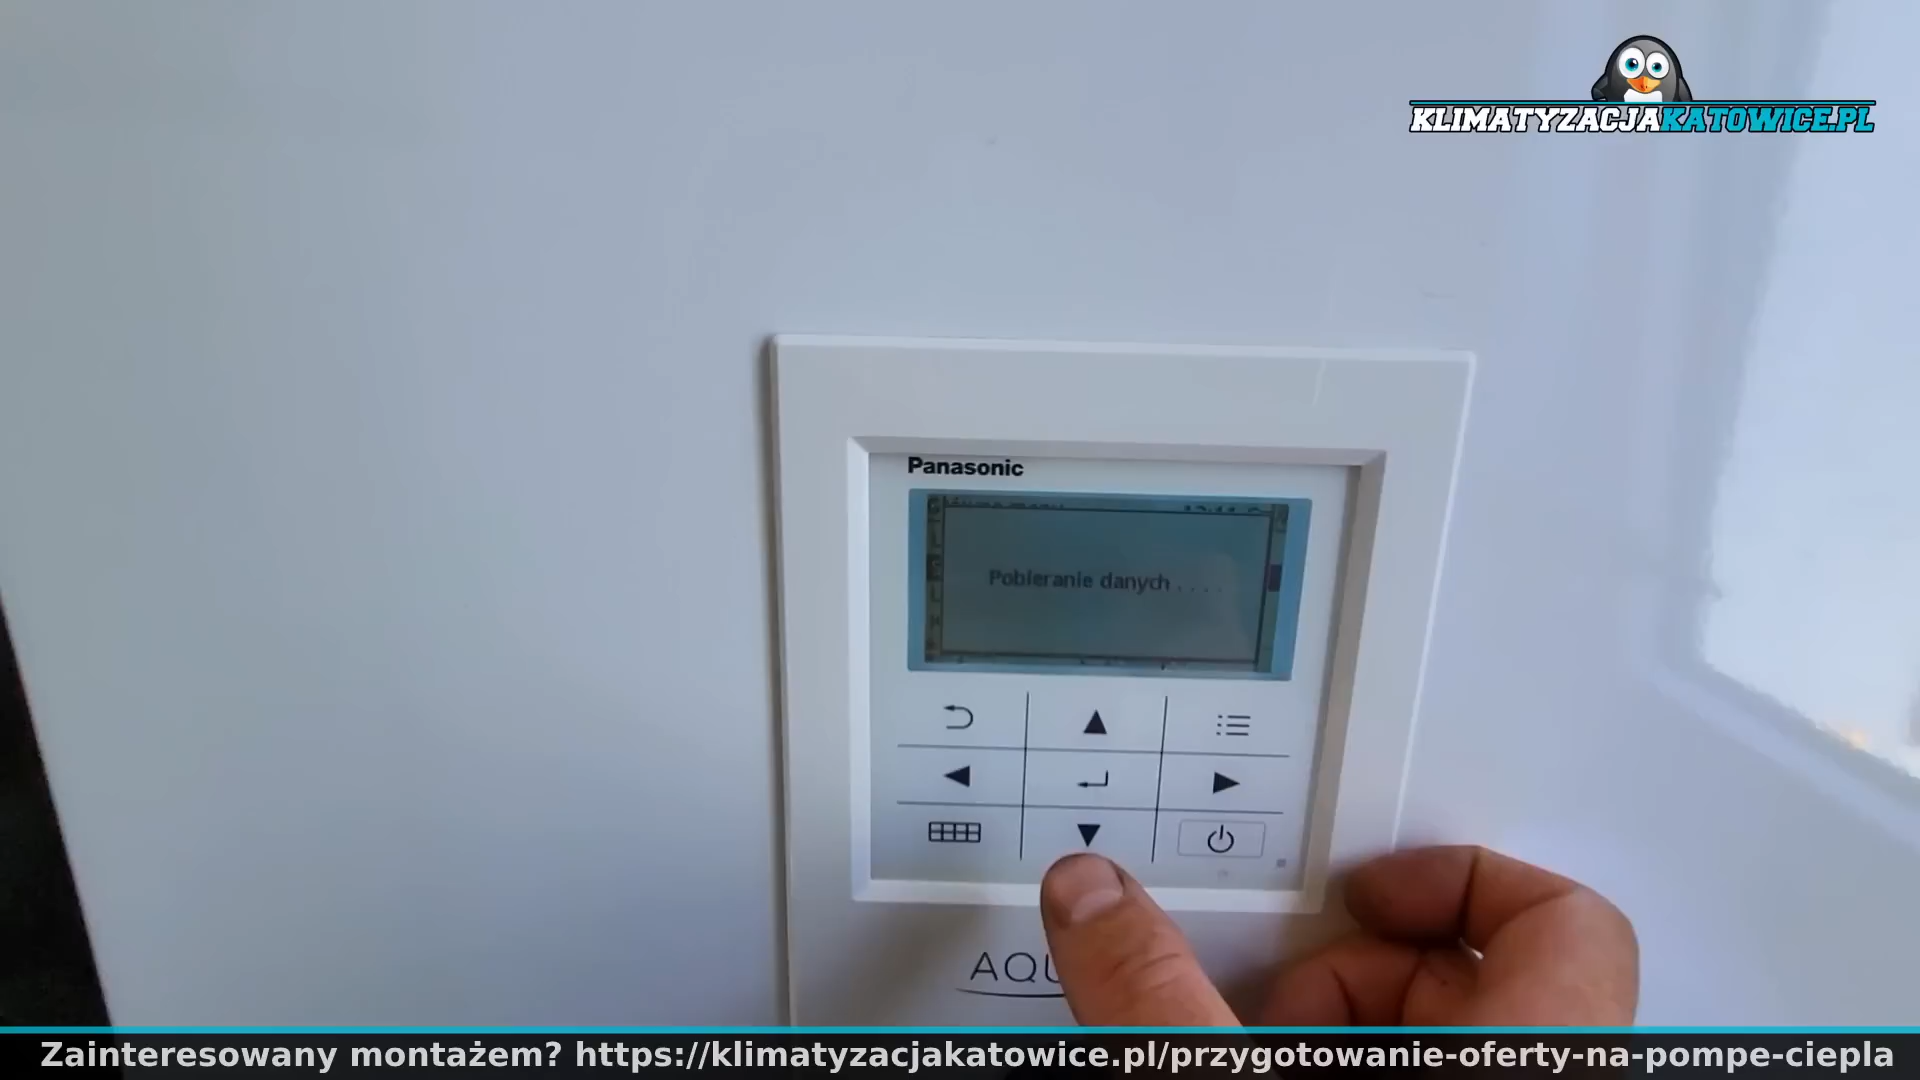 KLIMATYZACJAKATOWICE.PL
Panasonic
Pobieranie danych . . . .
AQU
Zainteresowany montażem? https://klimatyzacjakatowice.pl/przygotowanie-oferty-na-pompe-ciepla